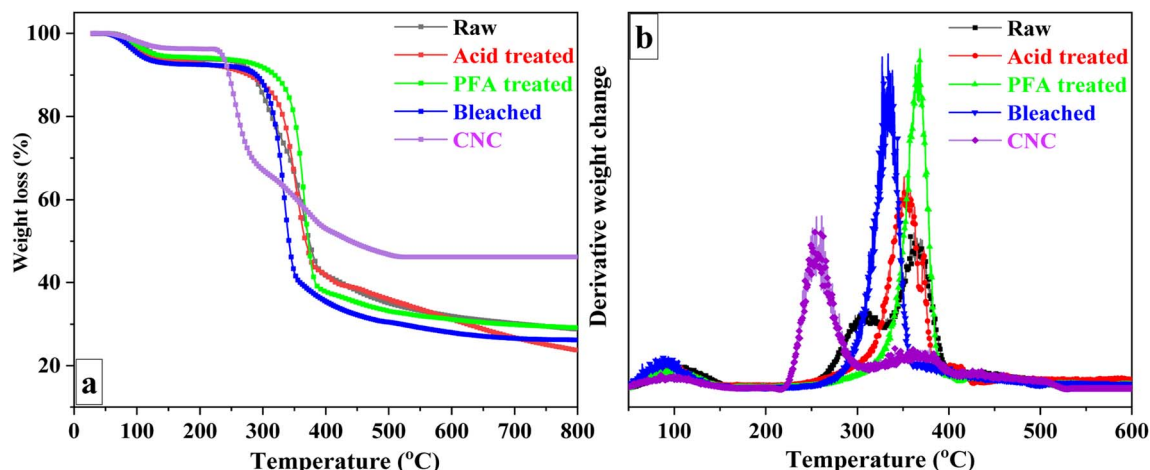 100
80
60
40
20
Weight loss (%)
0 100 200 300 400 500 600 700 800
Temperature (ºC)
Raw
Acid treated
PFA treated
Bleached
CNC
a
b
Derivative weight change
100 200 300 400 500 600
Temperature (ºC)
Raw
Acid treated
PFA treated
Bleached
CNC